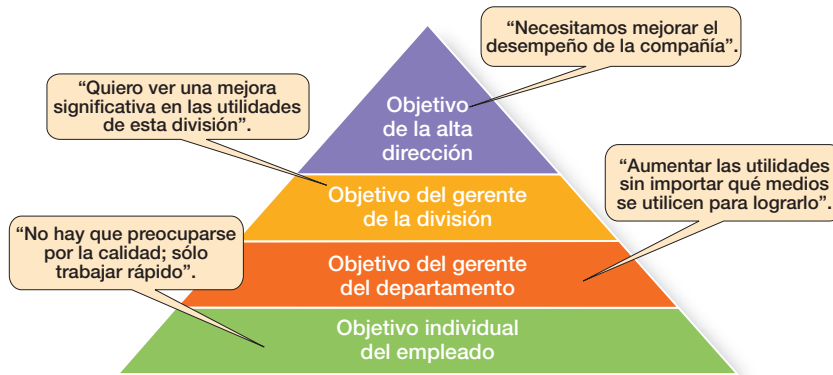 “Necesitamos mejorar el
desempeño de la compañía”.
“Quiero ver una mejora
significativa en las utilidades
de esta división”.
Objetivo
de la alta
dirección
“Aumentar las utilidades
sin importar qué medios
se utilicen para lograrlo”.
Objetivo del gerente
de la división
“No hay que preocuparse
por la calidad; sólo
trabajar rápido”.
Objetivo del gerente
del departamento
Objetivo individual
del empleado